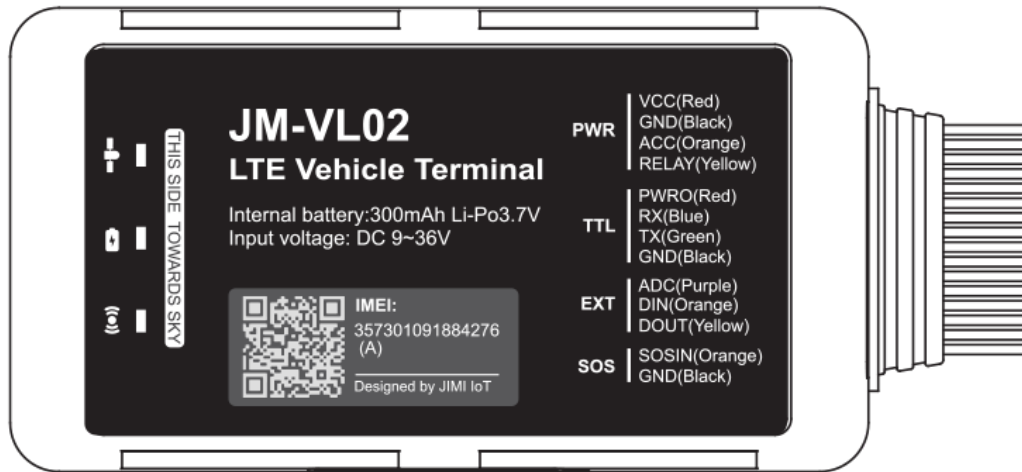 THIS SIDE TOWARDS SKY
JM-VL02
LTE Vehicle Terminal
Internal battery:300mAh Li-Po3.7V
Input voltage: DC 9~36V
IMEI:
357301091884276
(A)
Designed by JIMI IoT
PWR
VCC(Red)
GND(Black)
ACC(Orange)
RELAY(Yellow)
TTL
PWRO(Red)
RX(Blue)
TX(Green)
GND(Black)
EXT
ADC(Purple)
DIN(Orange)
DOUT(Yellow)
SOS
SOSIN(Orange)
GND(Black)